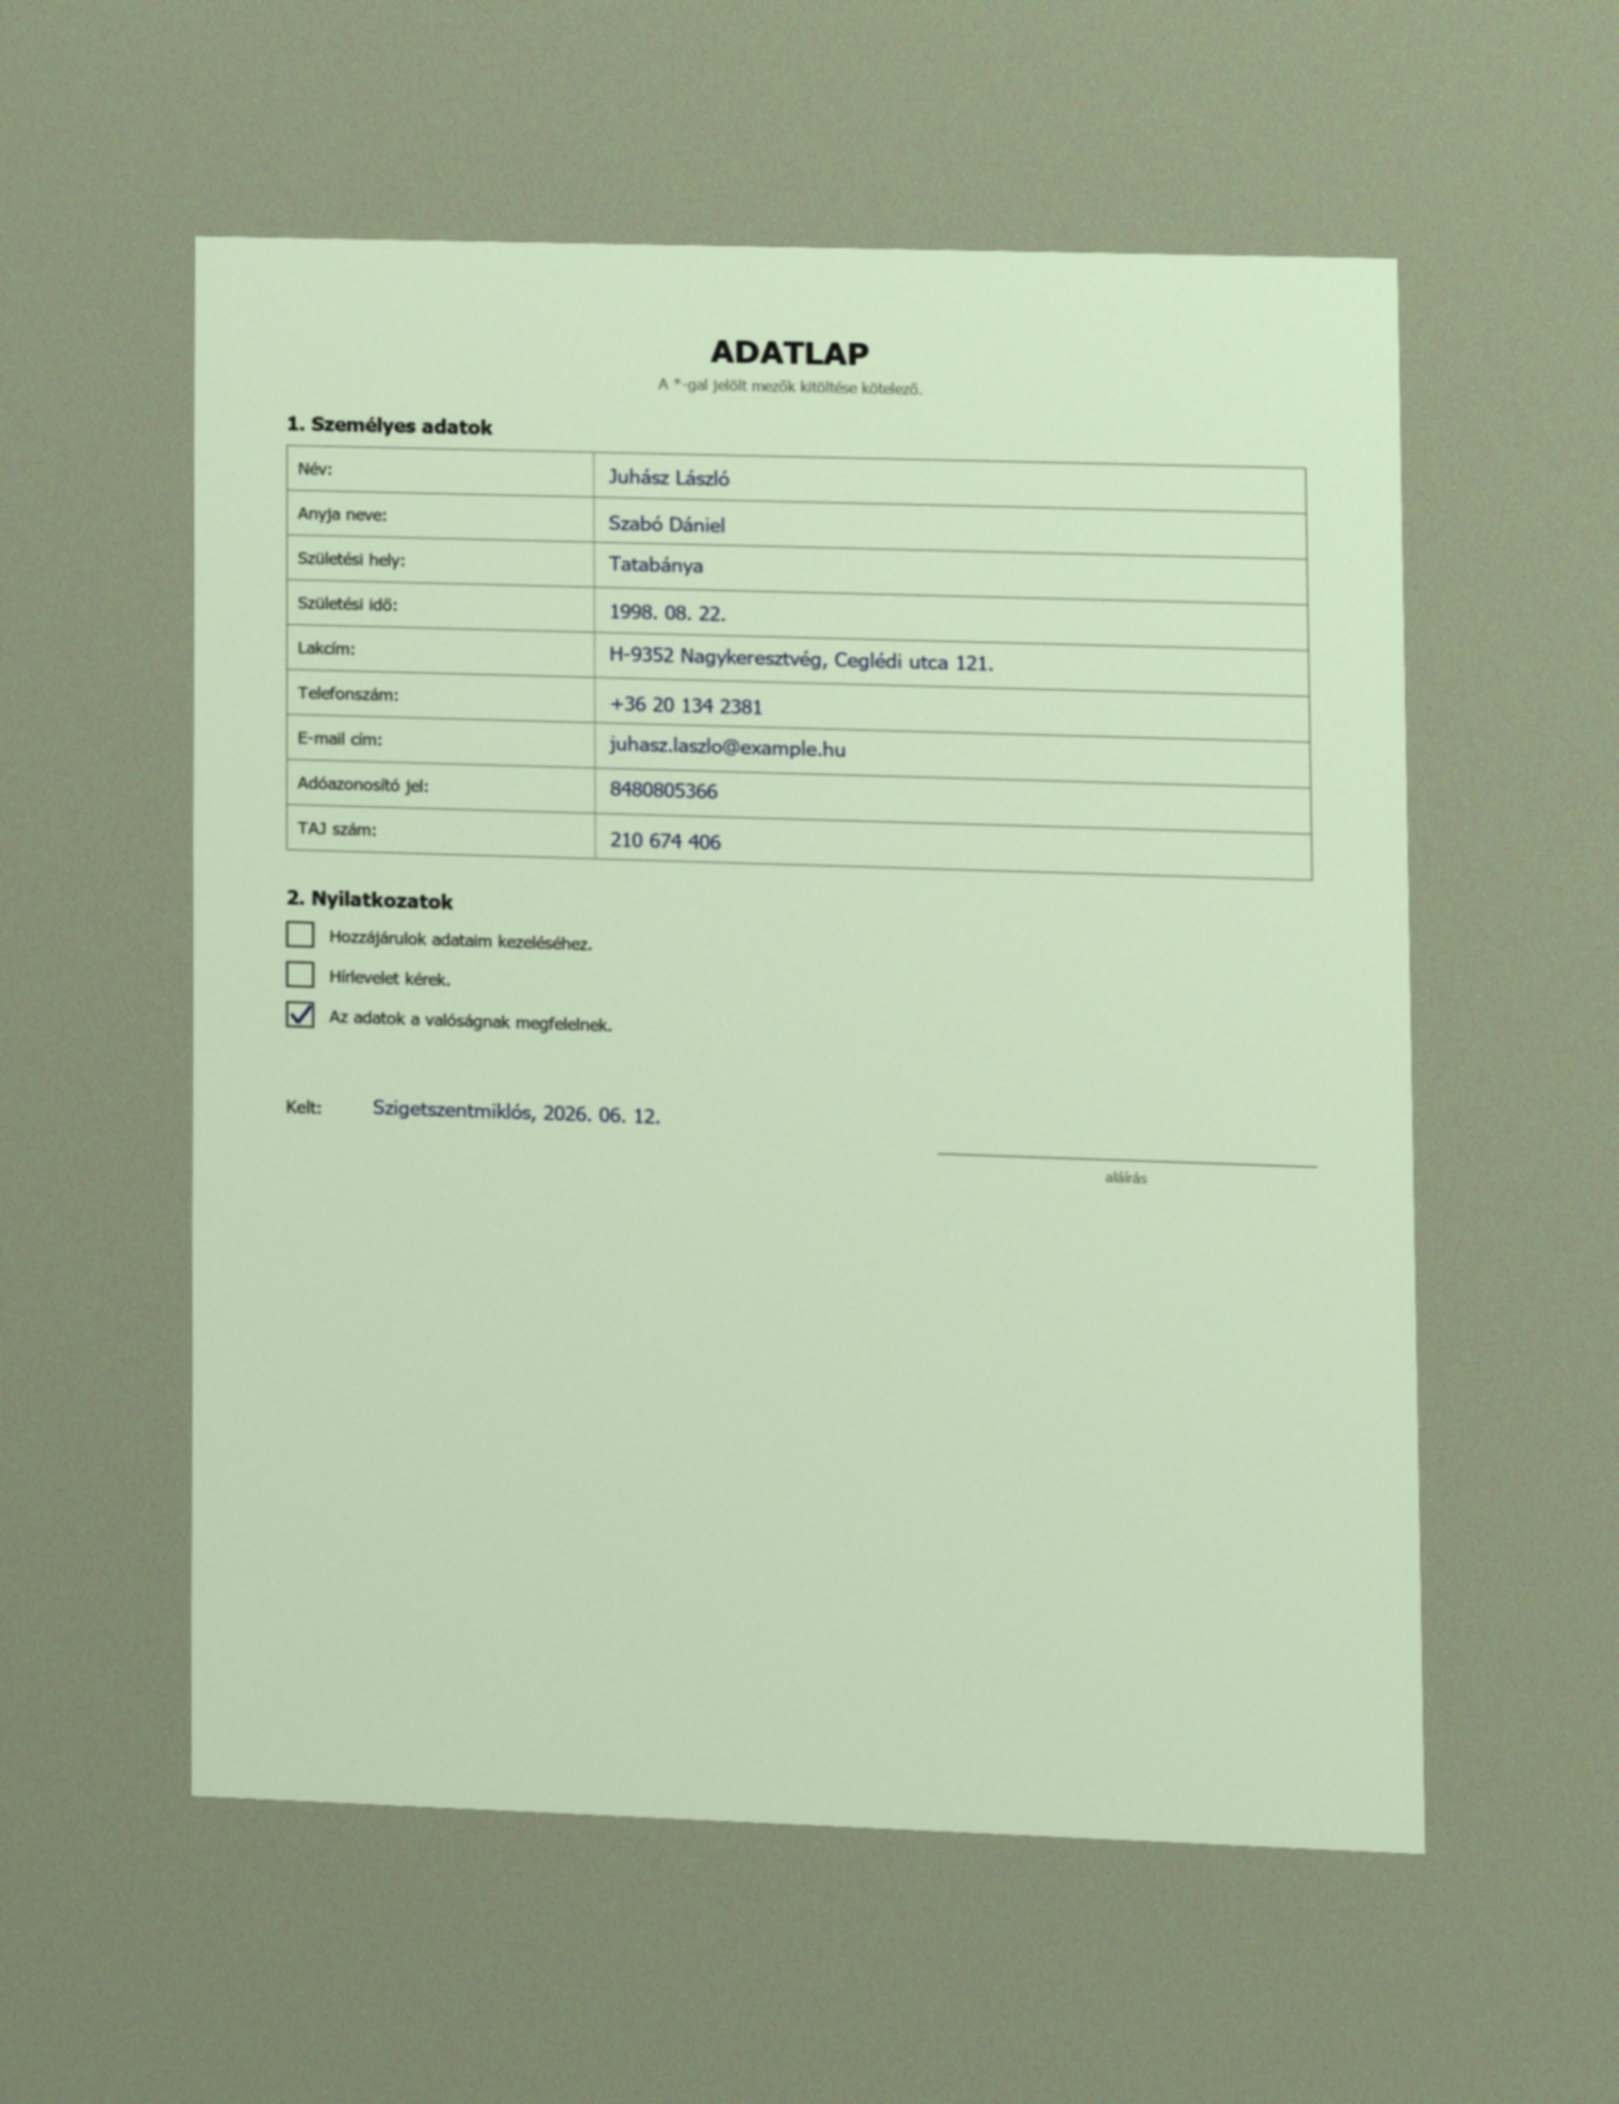 ADATLAP
A *-gal jelölt mezők kitöltése kötelező.
1. Személyes adatok
Név: Juhász László
Anyja neve: Szabó Dániel
Születési hely: Tatabánya
Születési idő: 1998. 08. 22.
Lakcím: H-9352 Nagykeresztvég, Ceglédi utca 121.
Telefonszám: +36 20 134 2381
E-mail cím: juhasz.laszlo@example.hu
Adóazonosító jel: 8480805366
TAJ szám: 210 674 406
2. Nyilatkozatok
Hozzájárulok adataim kezeléséhez.
Hírlevelet kérek.
Az adatok a valóságnak megfelelnek.
Kelt: Szigetszentmiklós, 2026. 06. 12.
aláírás